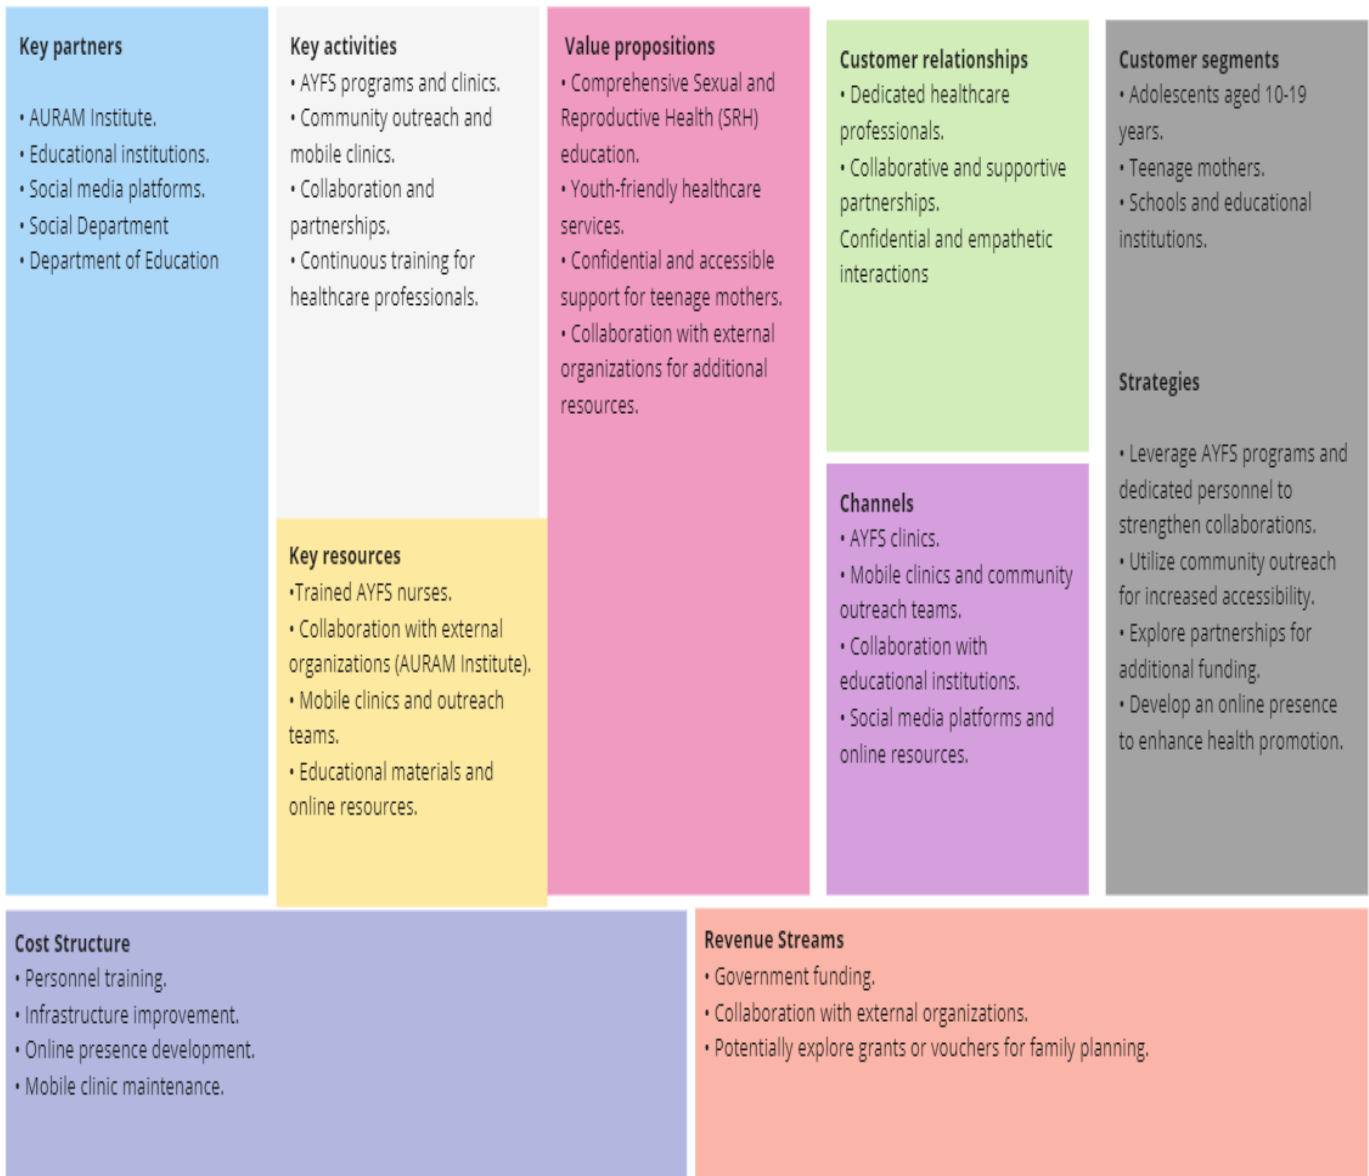 Key partners
• AURAM Institute.
• Educational institutions.
• Social media platforms.
• Social Department
• Department of Education
Key activities
• AYFS programs and clinics.
• Community outreach and
mobile clinics.
• Collaboration and
partnerships.
• Continuous training for
healthcare professionals.
Key resources
•Trained AYFS nurses.
• Collaboration with external
organizations (AURAM Institute).
• Mobile clinics and outreach
teams.
• Educational materials and
online resources.
Value propositions
• Comprehensive Sexual and
Reproductive Health (SRH)
education.
• Youth-friendly healthcare
services.
• Confidential and accessible
support for teenage mothers.
• Collaboration with external
organizations for additional
resources.
Customer relationships
• Dedicated healthcare
professionals.
• Collaborative and supportive
partnerships.
Confidential and empathetic
interactions
Channels
• AYFS clinics.
• Mobile clinics and community
outreach teams.
• Collaboration with
educational institutions.
• Social media platforms and
online resources.
Customer segments
• Adolescents aged 10-19
years.
• Teenage mothers.
• Schools and educational
institutions.
Strategies
• Leverage AYFS programs and
dedicated personnel to
strengthen collaborations.
• Utilize community outreach
for increased accessibility.
• Explore partnerships for
additional funding.
• Develop an online presence
to enhance health promotion.
Cost Structure
• Personnel training.
• Infrastructure improvement.
• Online presence development.
• Mobile clinic maintenance.
Revenue Streams
• Government funding.
• Collaboration with external organizations.
• Potentially explore grants or vouchers for family planning.